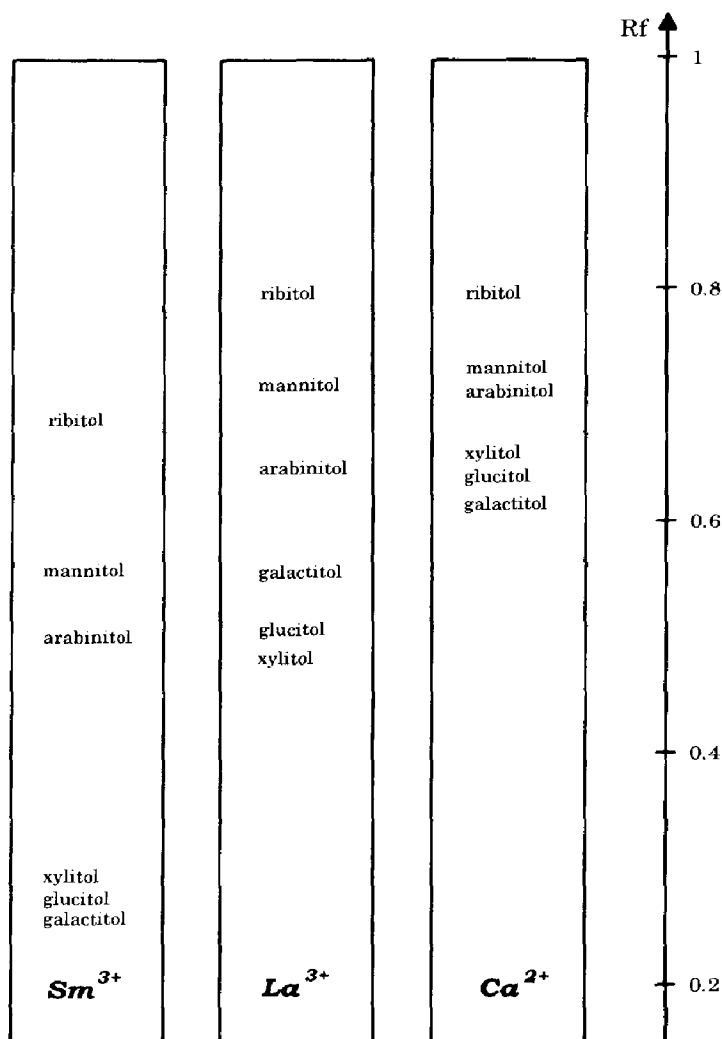 Rf
1
0.8
0.6
0.4
0.2
ribitol
mannitol
arabinitol
xylitol
glucitol
galactitol
Sm³⁺
ribitol
mannitol
arabinitol
galactitol
glucitol
xylitol
La³⁺
ribitol
mannitol
arabinitol
xylitol
glucitol
galactitol
Ca²⁺